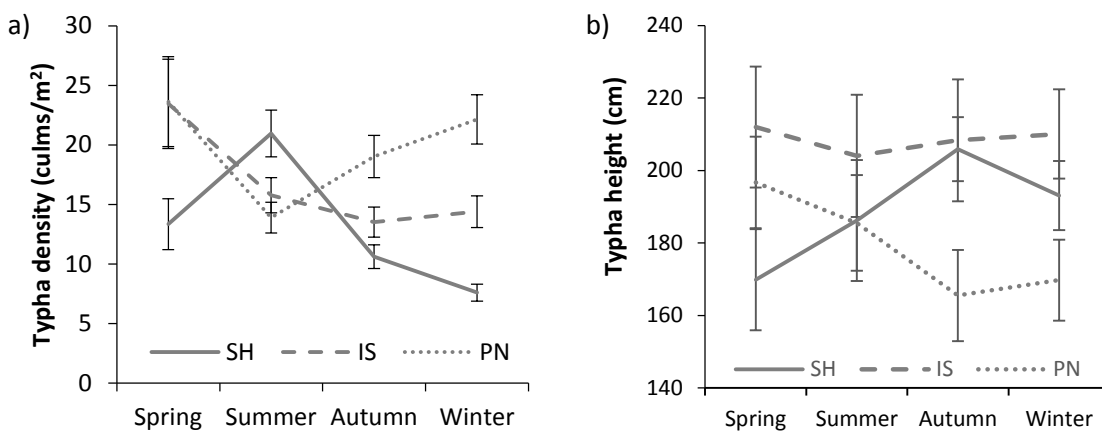 a)
Typha density (culms/m²)
30
25
20
15
10
5
0
SH IS PN
Spring Summer Autumn Winter
b)
Typha height (cm)
240
220
200
180
160
140
SH IS PN
Spring Summer Autumn Winter